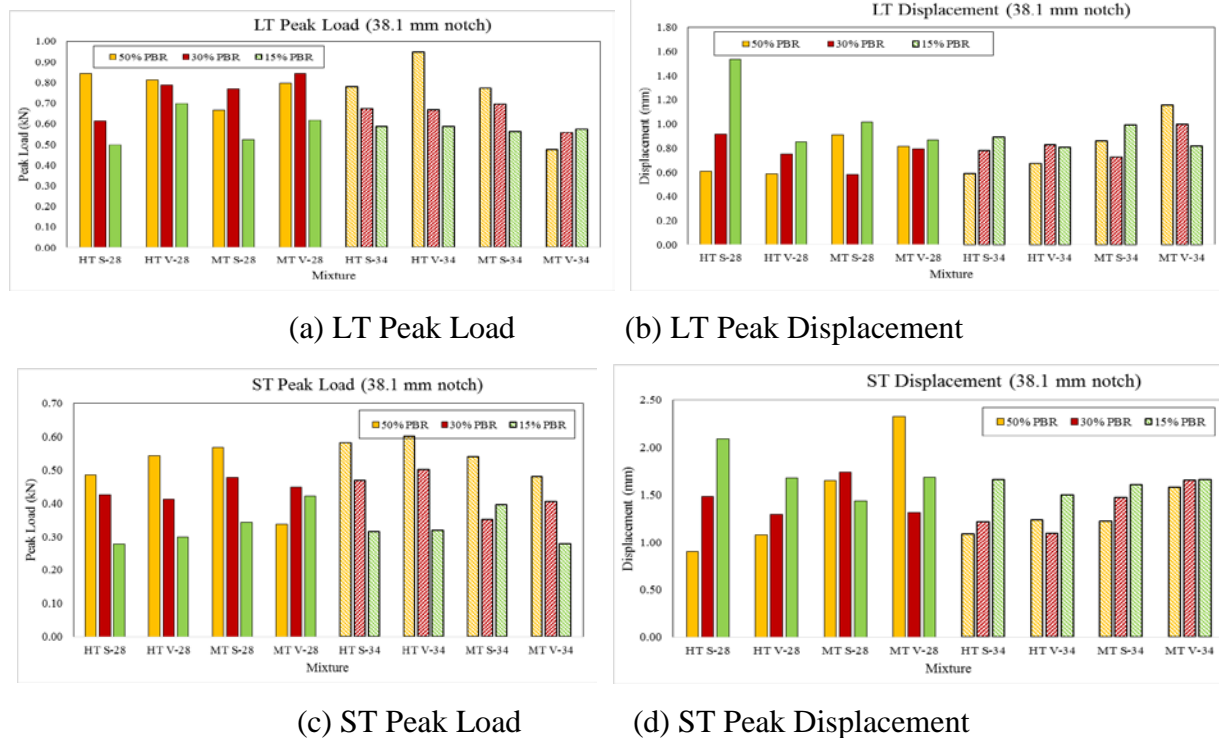 LT Peak Load (38.1 mm notch)
50% PBR 30% PBR 15% PBR
Peak Load (kN)
1.00
0.90
0.80
0.70
0.60
0.50
0.40
0.30
0.20
0.10
0.00
HT S-28 HT V-28 MT S-28 MT V-28 HT S-34 HT V-34 MT S-34 MT V-34
Mixture
LT Displacement (38.1 mm notch)
50% PBR 30% PBR 15% PBR
Displacement (mm)
1.80
1.60
1.40
1.20
1.00
0.80
0.60
0.40
0.20
0.00
HT S-28 HT V-28 MT S-28 MT V-28 HT S-34 HT V-34 MT S-34 MT V-34
Mixture
(a) LT Peak Load (b) LT Peak Displacement
ST Peak Load (38.1 mm notch)
50% PBR 30% PBR 15% PBR
Peak Load (kN)
0.70
0.60
0.50
0.40
0.30
0.20
0.10
0.00
HT S-28 HT V-28 MT S-28 MT V-28 HT S-34 HT V-34 MT S-34 MT V-34
Mixture
ST Displacement (38.1 mm notch)
50% PBR 30% PBR 15% PBR
Displacement (mm)
2.50
2.00
1.50
1.00
0.50
0.00
HT S-28 HT V-28 MT S-28 MT V-28 HT S-34 HT V-34 MT S-34 MT V-34
Mixture
(c) ST Peak Load (d) ST Peak Displacement